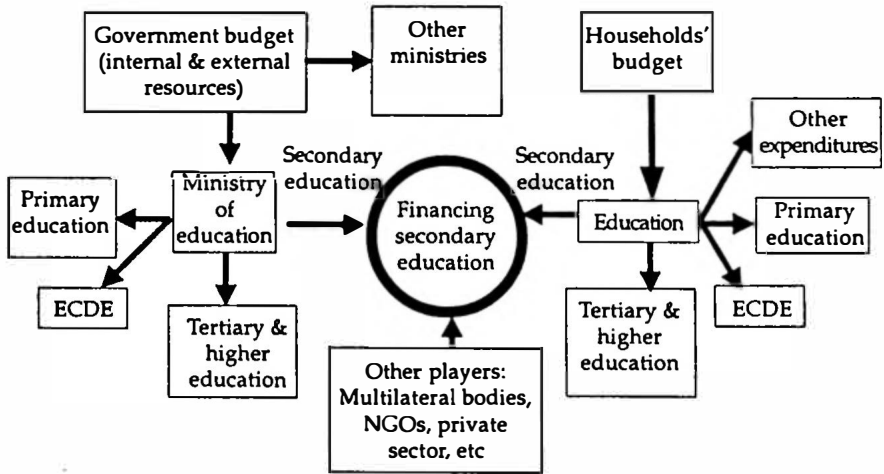 Government budget
(internal & external
resources)
Other
ministries
Households'
budget
Other
expenditures
Secondary
education
Secondary
education
Primary
education
Ministry
of
education
Financing
secondary
education
Education
Primary
education
ECDE
Tertiary &
higher
education
Tertiary &
higher
education
ECDE
Other players:
Multilateral bodies,
NGOs, private
sector, etc